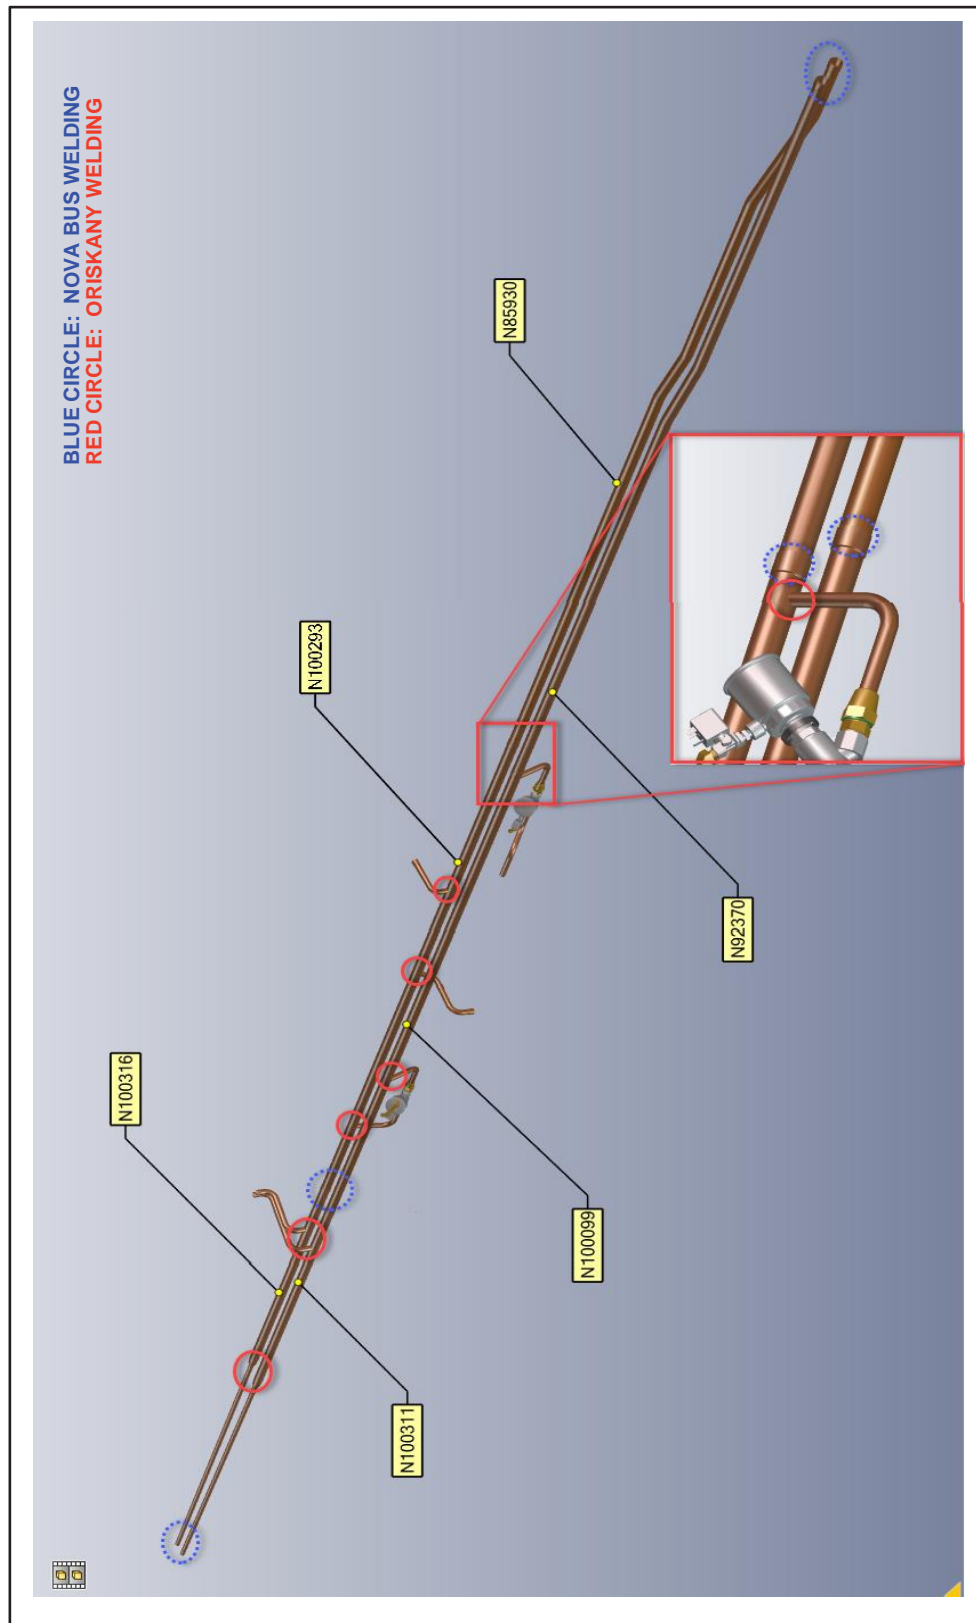 BLUE CIRCLE: NOVA BUS WELDING
RED CIRCLE: ORISKANY WELDING
N85930
N100293
N92370
N100316
N100099
N100311